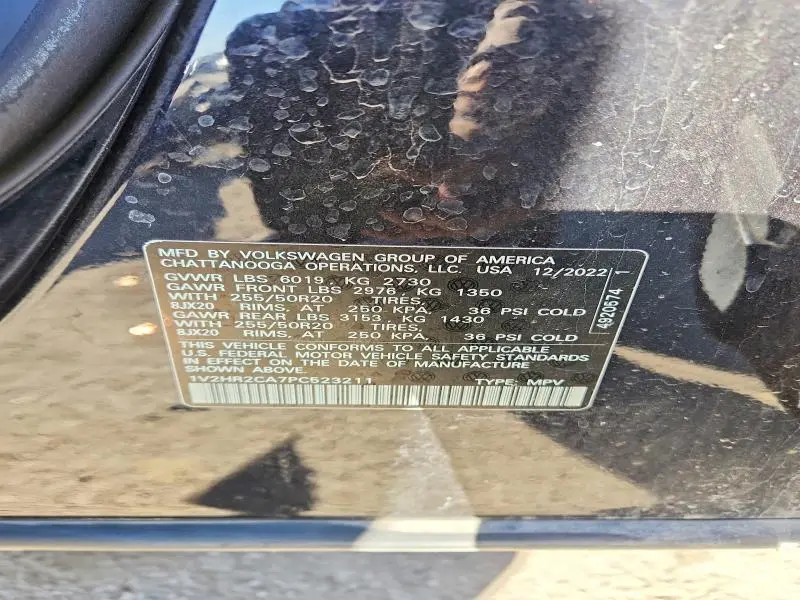 MFD BY VOLKSWAGEN GROUP OF AMERICA
CHATTANOOGA OPERATIONS, LLC. USA 12/2022 1
GVWR LBS 6019 KG 2730
GAWR FRONT LBS 2976 KG 1350
WITH 255/50R20 TIRES,
8JX20 RIMS, AT 250 KPA, 36 PSI COLD
GAWR REAR LBS 3153 KG 1430
WITH 255/50R20 TIRES,
8JX20 RIMS, AT 250 KPA, 36 PSI COLD
THIS VEHICLE CONFORMS TO ALL APPLICABLE
U.S. FEDERAL MOTOR VEHICLE SAFETY STANDARDS
IN EFFECT ON THE DATE OF MANUFACTURE
SHOWN ABOVE.
1V2HR2CA7PC523211 TYPE MPV
4920574